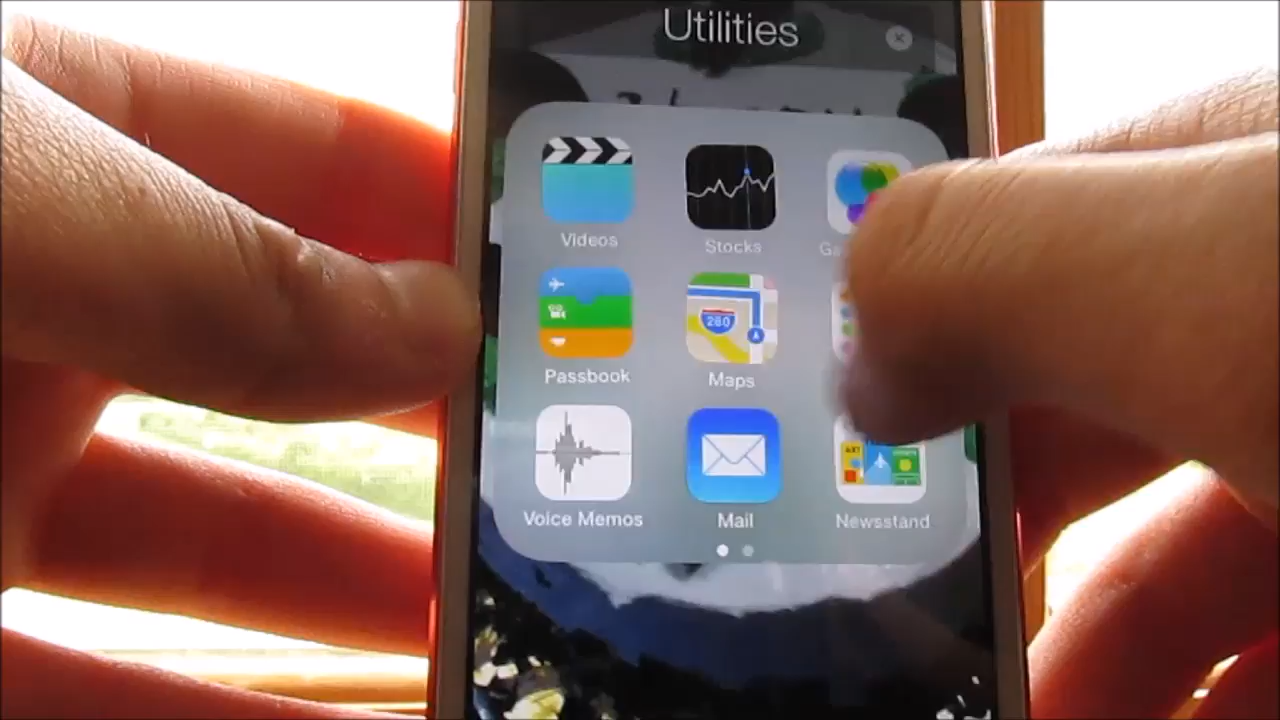 Utilities
Videos
Stocks
Passbook
Maps
280
Voice Memos
Mail
Newsstand